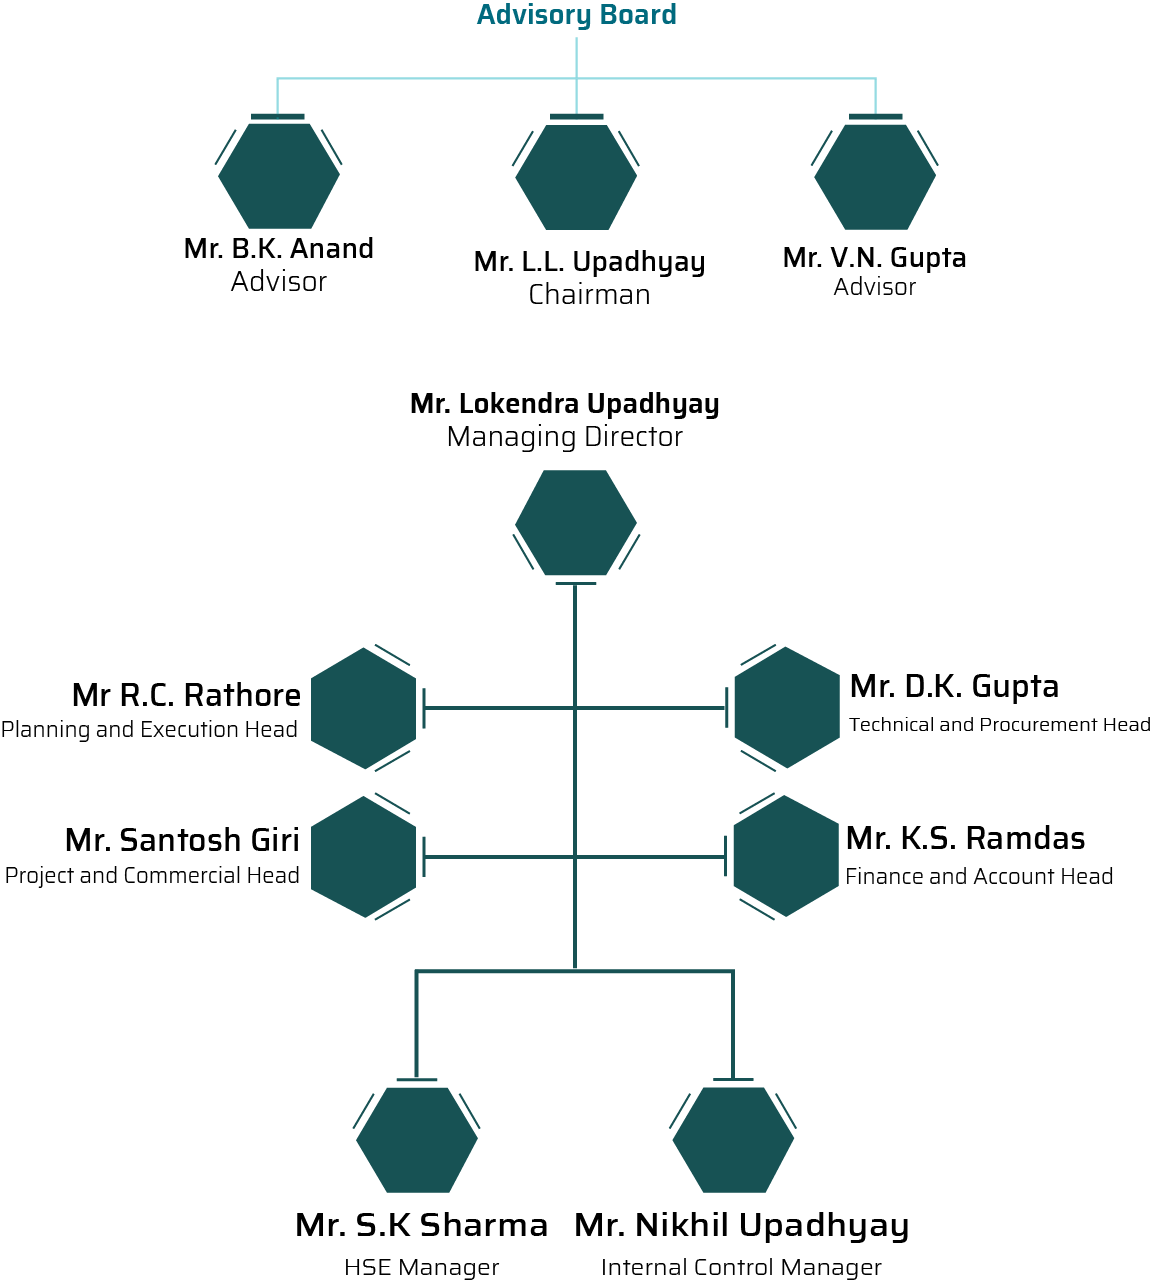 Advisory Board
Mr. B.K. Anand
Advisor
Mr. L.L. Upadhyay
Chairman
Mr. V.N. Gupta
Advisor
Mr. Lokendra Upadhyay
Managing Director
Mr R.C. Rathore
Planning and Execution Head
Mr. D.K. Gupta
Technical and Procurement Head
Mr. Santosh Giri
Project and Commercial Head
Mr. K.S. Ramdas
Finance and Account Head
Mr. S.K Sharma
HSE Manager
Mr. Nikhil Upadhyay
Internal Control Manager